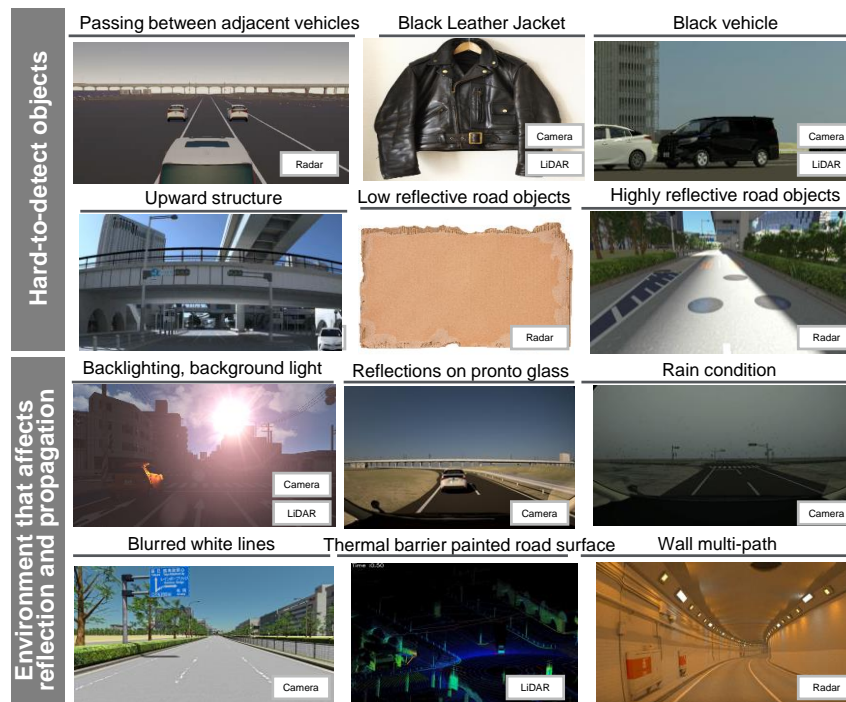 Hard-to-detect objects
Passing between adjacent vehicles
Radar
Black Leather Jacket
Camera
LiDAR
Black vehicle
Camera
LiDAR
Upward structure
Low reflective road objects
Radar
Highly reflective road objects
Radar
Environment that affects
reflection and propagation
Backlighting, background light
Camera
LiDAR
Reflections on pronto glass
Camera
Rain condition
Camera
Blurred white lines
Camera
Thermal barrier painted road surface
Time :0.50
LiDAR
Wall multi-path
Radar